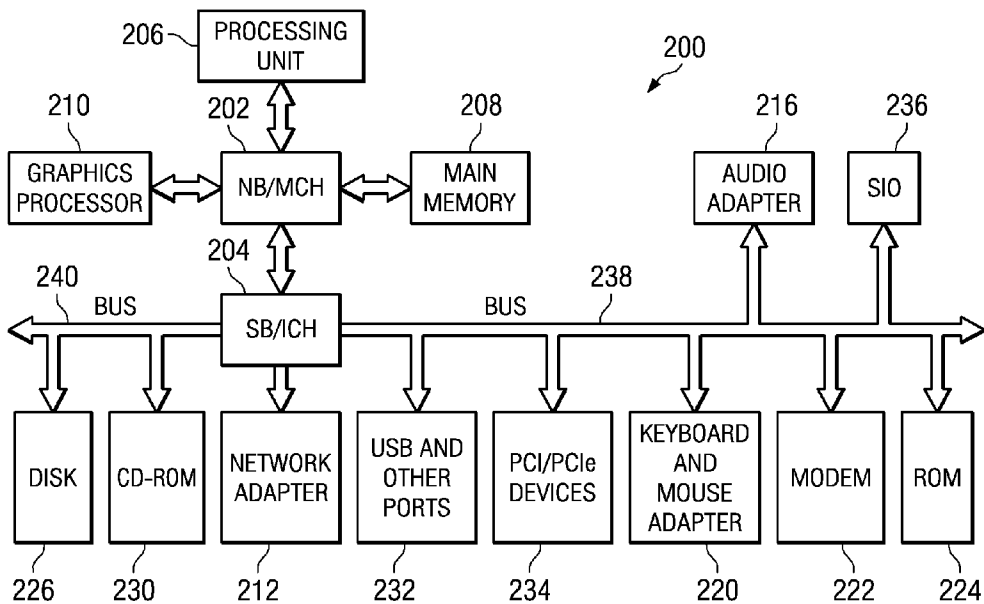 206
PROCESSING
UNIT
200
210
202
208
216
236
GRAPHICS
PROCESSOR
NB/MCH
MAIN
MEMORY
AUDIO
ADAPTER
SIO
204
240
238
BUS
BUS
SB/ICH
DISK
CD-ROM
NETWORK
ADAPTER
USB AND
OTHER
PORTS
PCI/PCIe
DEVICES
KEYBOARD
AND
MOUSE
ADAPTER
MODEM
ROM
226
230
212
232
234
220
222
224